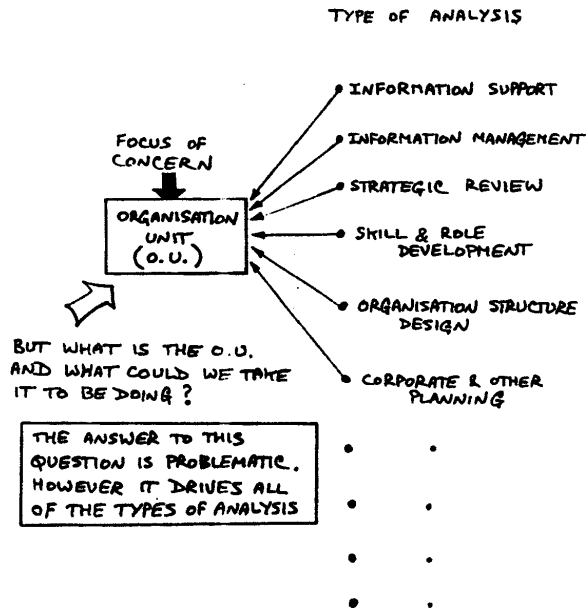 TYPE OF ANALYSIS
INFORMATION SUPPORT
FOCUS OF
CONCERN
INFORMATION MANAGEMENT
STRATEGIC REVIEW
ORGANISATION
UNIT
(O.U.)
SKILL & ROLE
DEVELOPMENT
ORGANISATION STRUCTURE
DESIGN
BUT WHAT IS THE O.U.
AND WHAT COULD WE TAKE
IT TO BE DOING?
CORPORATE & OTHER
PLANNING
THE ANSWER TO THIS
QUESTION IS PROBLEMATIC.
HOWEVER IT DRIVES ALL
OF THE TYPES OF ANALYSIS